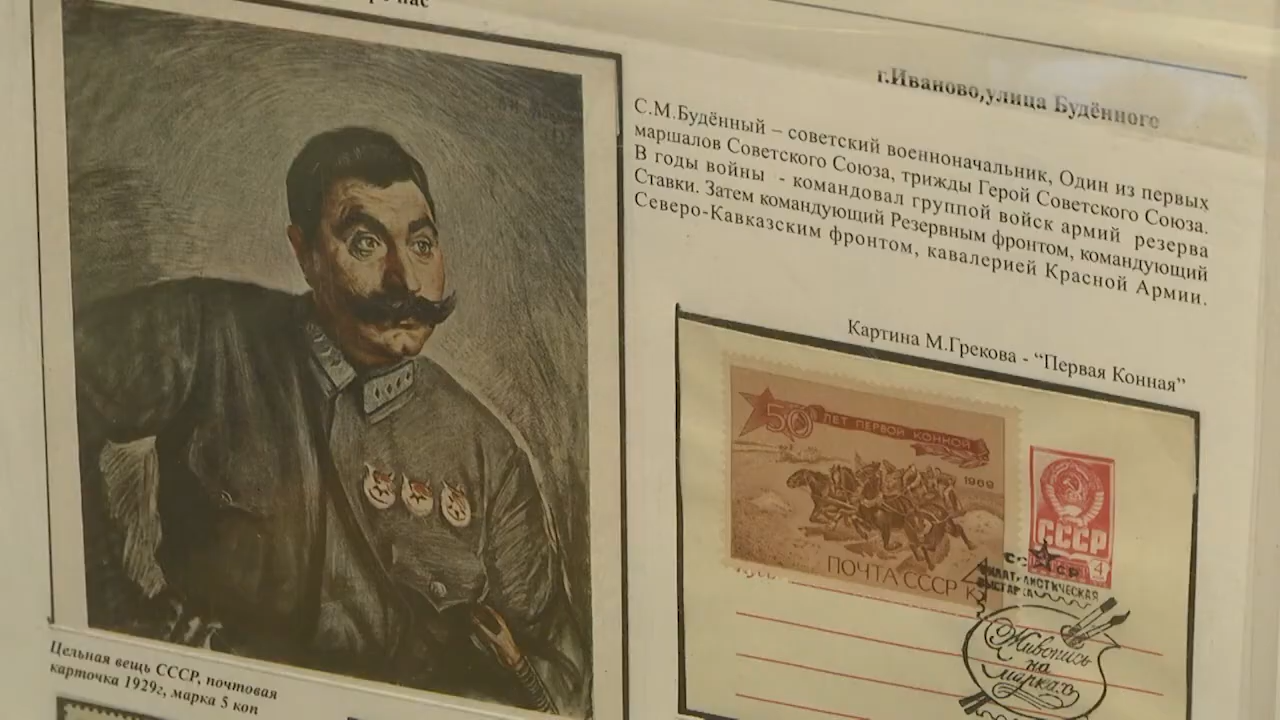 г.Иваново,улица Будённого
С.М.Будённый – советский военноначальник, Один из первых
маршалов Советского Союза, трижды Герой Советского Союза.
В годы войны - командовал группой войск армий резерва
Ставки. Затем командующий Резервным фронтом, командующий
Северо-Кавказским фронтом, кавалерией Красной Армии.
Картина М.Грекова - “Первая Конная”
50 ЛЕТ ПЕРВОЙ КОННОЙ
1969
ПОЧТА СССР
СССР
4
СССР
ФИЛАТЕЛИСТИЧЕСКАЯ
ВЫСТАВКА
Живопись
на
марках
Цельная вещь СССР, почтовая
карточка 1929г, марка 5 коп